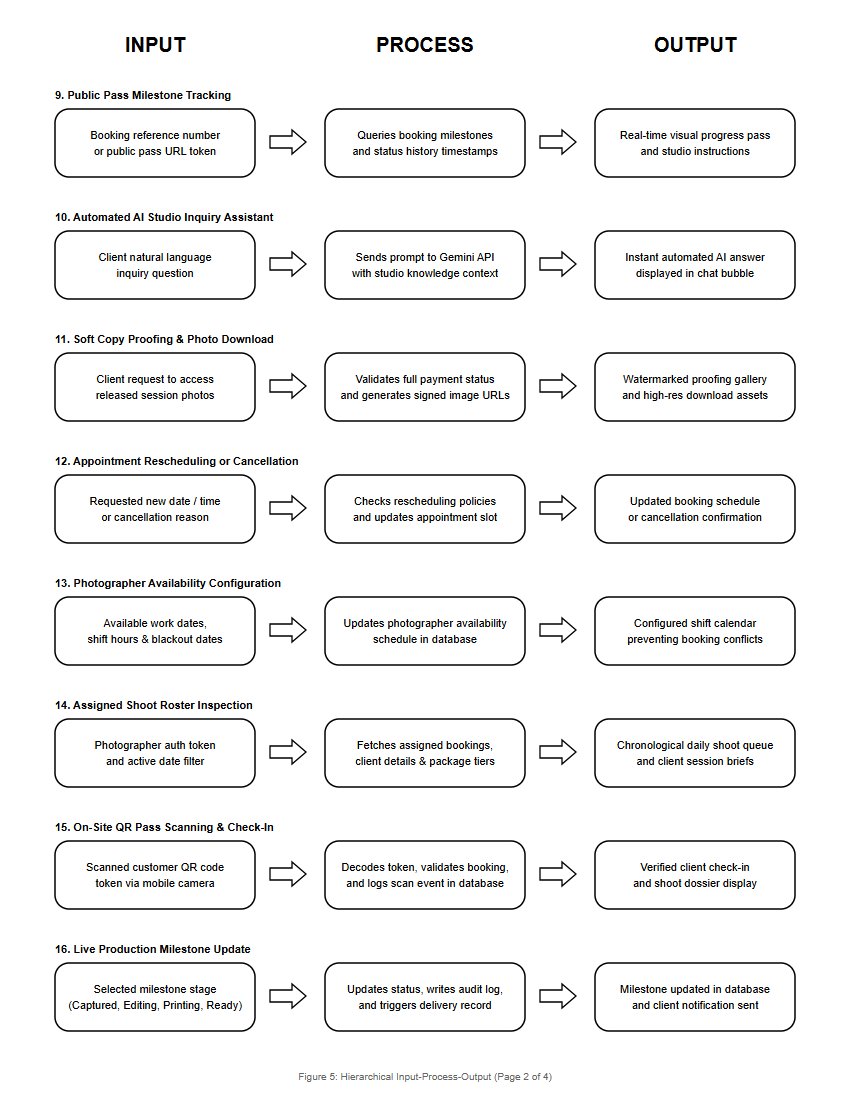 INPUT
PROCESS
OUTPUT
9. Public Pass Milestone Tracking
Booking reference number
or public pass URL token
Queries booking milestones
and status history timestamps
Real-time visual progress pass
and studio instructions
10. Automated AI Studio Inquiry Assistant
Client natural language
inquiry question
Sends prompt to Gemini API
with studio knowledge context
Instant automated AI answer
displayed in chat bubble
11. Soft Copy Proofing & Photo Download
Client request to access
released session photos
Validates full payment status
and generates signed image URLs
Watermarked proofing gallery
and high-res download assets
12. Appointment Rescheduling or Cancellation
Requested new date / time
or cancellation reason
Checks rescheduling policies
and updates appointment slot
Updated booking schedule
or cancellation confirmation
13. Photographer Availability Configuration
Available work dates,
shift hours & blackout dates
Updates photographer availability
schedule in database
Configured shift calendar
preventing booking conflicts
14. Assigned Shoot Roster Inspection
Photographer auth token
and active date filter
Fetches assigned bookings,
client details & package tiers
Chronological daily shoot queue
and client session briefs
15. On-Site QR Pass Scanning & Check-In
Scanned customer QR code
token via mobile camera
Decodes token, validates booking,
and logs scan event in database
Verified client check-in
and shoot dossier display
16. Live Production Milestone Update
Selected milestone stage
(Captured, Editing, Printing, Ready)
Updates status, writes audit log,
and triggers delivery record
Milestone updated in database
and client notification sent
Figure 5: Hierarchical Input-Process-Output (Page 2 of 4)